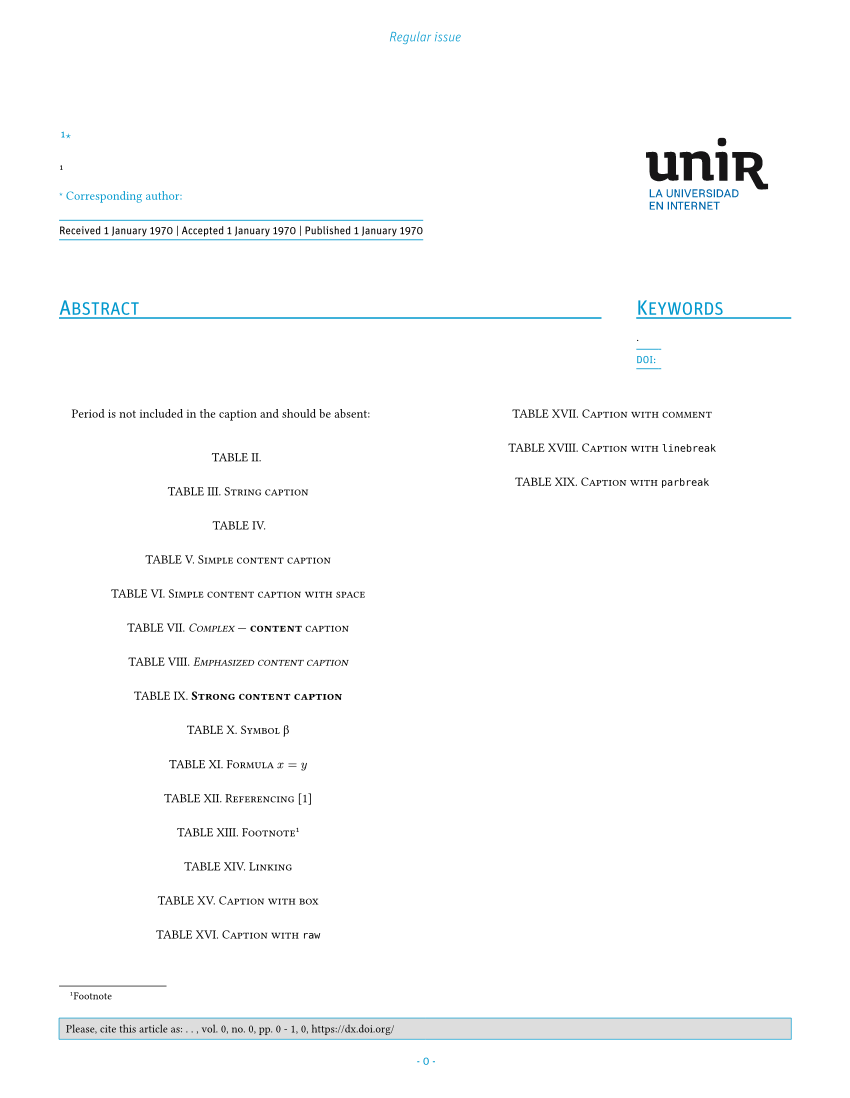 Regular issue
¹*
¹
* Corresponding author:
Received 1 January 1970 | Accepted 1 January 1970 | Published 1 January 1970
uniR
LA UNIVERSIDAD
EN INTERNET
Abstract
Keywords
.
DOI:
Period is not included in the caption and should be absent:
TABLE II.
TABLE III. String caption
TABLE IV.
TABLE V. Simple content caption
TABLE VI. Simple content caption with space
TABLE VII. Complex — content caption
TABLE VIII. Emphasized content caption
TABLE IX. Strong content caption
TABLE X. Symbol β
TABLE XI. Formula x = y
TABLE XII. Referencing [1]
TABLE XIII. Footnote¹
TABLE XIV. Linking
TABLE XV. Caption with box
TABLE XVI. Caption with raw
TABLE XVII. Caption with comment
TABLE XVIII. Caption with linebreak
TABLE XIX. Caption with parbreak
¹Footnote
Please, cite this article as: . . , vol. 0, no. 0, pp. 0 - 1, 0, https://dx.doi.org/
- 0 -